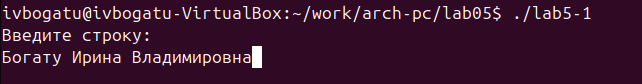 ivbogatu@ivbogatu-VirtualBox:~/work/arch-pc/lab05$ ./lab5-1
Введите строку:
Богату Ирина Владимировна